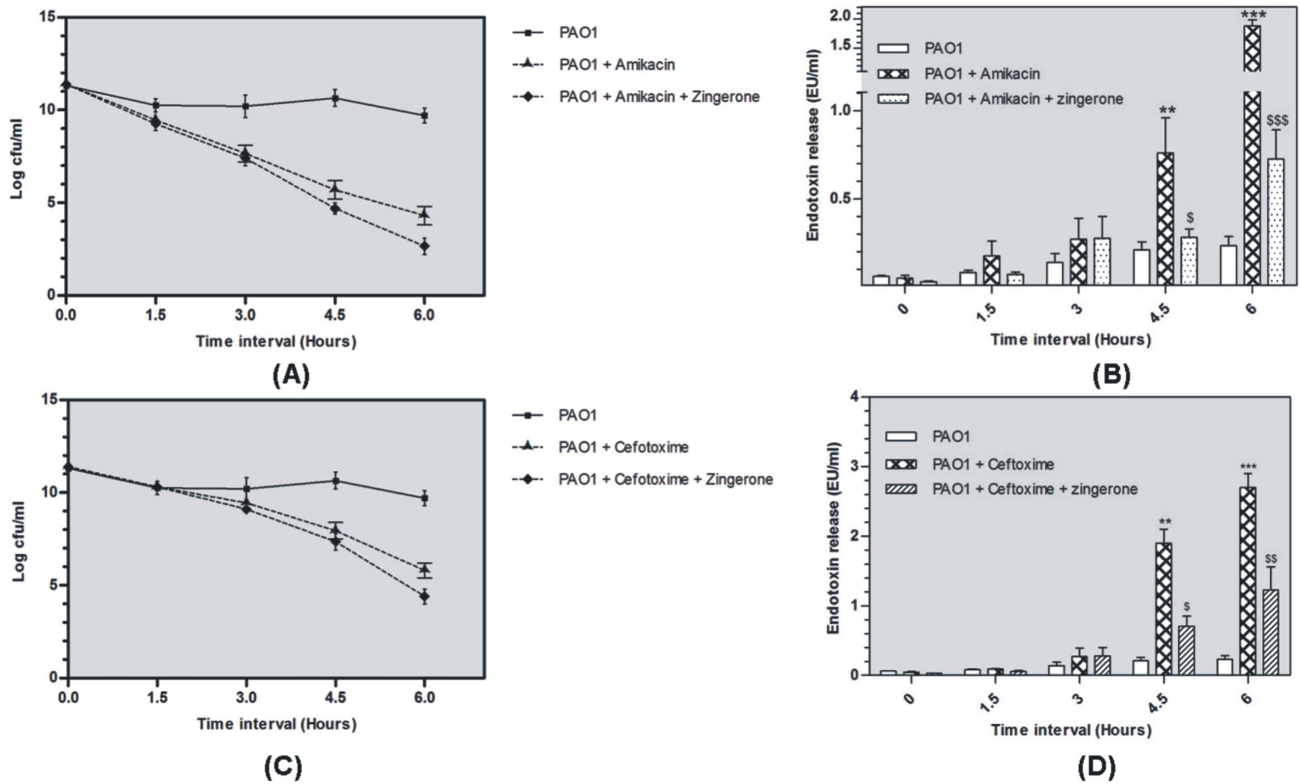 15
10
5
0
Log cfu/ml
0.0 1.5 3.0 4.5 6.0
Time interval (Hours)
PAO1
PAO1 + Amikacin
PAO1 + Amikacin + Zingerone
(A)
2.0
1.5
1.0
0.5
Endotoxin release (EU/ml)
PAO1
PAO1 + Amikacin
PAO1 + Amikacin + zingerone
**
$
***
$$$
0 1.5 3 4.5 6
Time interval (Hours)
(B)
15
10
5
0
Log cfu/ml
0.0 1.5 3.0 4.5 6.0
Time interval (Hours)
PAO1
PAO1 + Cefotoxime
PAO1 + Cefotoxime + Zingerone
(C)
4
3
2
1
0
Endotoxin release (EU/ml)
PAO1
PAO1 + Ceftoxime
PAO1 + Ceftoxime + zingerone
**
$
***
$$
0 1.5 3 4.5 6
Time interval (Hours)
(D)